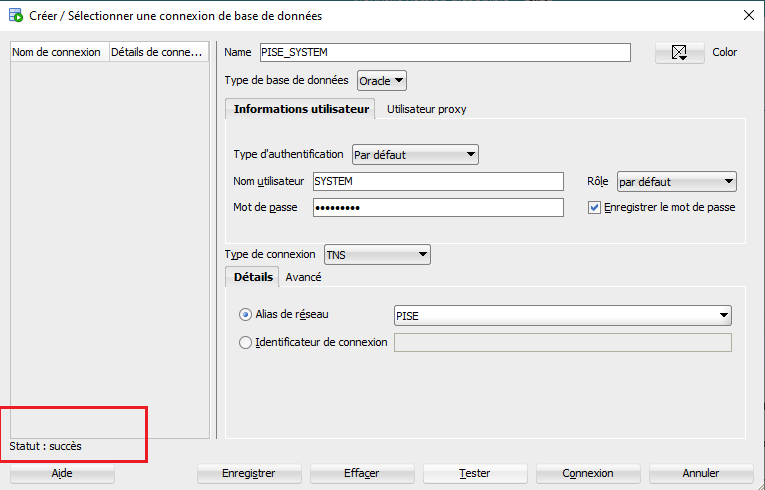 Créer / Sélectionner une connexion de base de données
Nom de connexion Détails de conne...
Name PISE_SYSTEM Color
Type de base de données Oracle
Informations utilisateur Utilisateur proxy
Type d'authentification Par défaut
Nom utilisateur SYSTEM Rôle par défaut
Mot de passe ••••••••• Enregistrer le mot de passe
Type de connexion TNS
Détails Avancé
Alias de réseau PISE
Identificateur de connexion
Statut : succès
Aide Enregistrer Effacer Tester Connexion Annuler